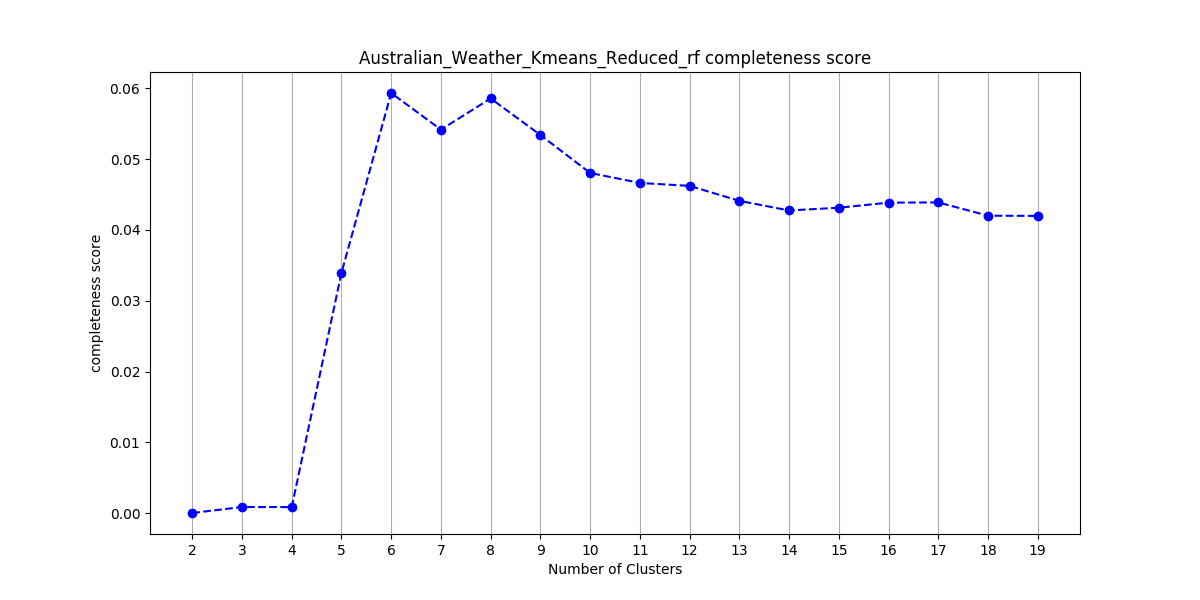 Australian_Weather_Kmeans_Reduced_rf completeness score
0.06
0.05
0.04
0.03
0.02
0.01
0.00
completeness score
2 3 4 5 6 7 8 9 10 11 12 13 14 15 16 17 18 19
Number of Clusters